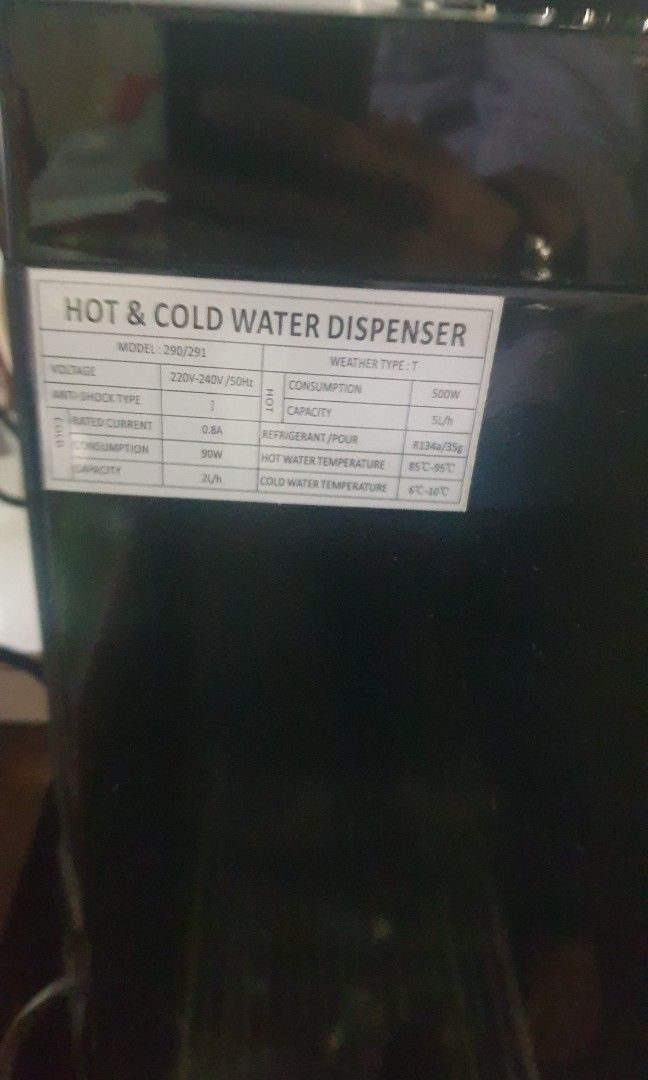 HOT & COLD WATER DISPENSER
MODEL : 290/291 WEATHER TYPE : T
VOLTAGE 220V-240V /50Hz HOT CONSUMPTION 500W
ANTI-SHOCK TYPE I CAPACITY 5L/h
COLD RATED CURRENT 0.8A REFRIGERANT /POUR R134a/35g
CONSUMPTION 90W HOT WATER TEMPERATURE 85℃-95℃
CAPACITY 2L/h COLD WATER TEMPERATURE 6℃-10℃